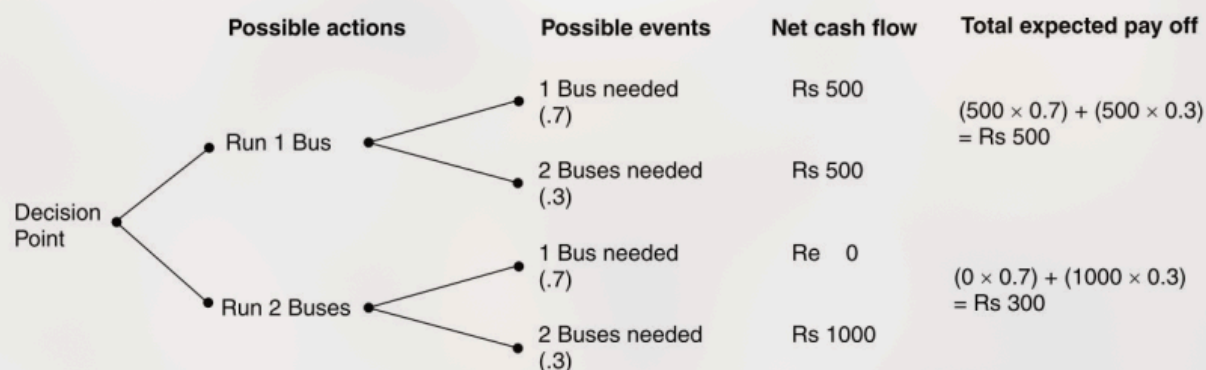 Possible actions Possible events Net cash flow Total expected pay off
1 Bus needed Rs 500
(.7)
(500 × 0.7) + (500 × 0.3)
= Rs 500
Run 1 Bus
2 Buses needed Rs 500
(.3)
Decision
Point
1 Bus needed Re 0
(.7)
(0 × 0.7) + (1000 × 0.3)
= Rs 300
Run 2 Buses
2 Buses needed Rs 1000
(.3)